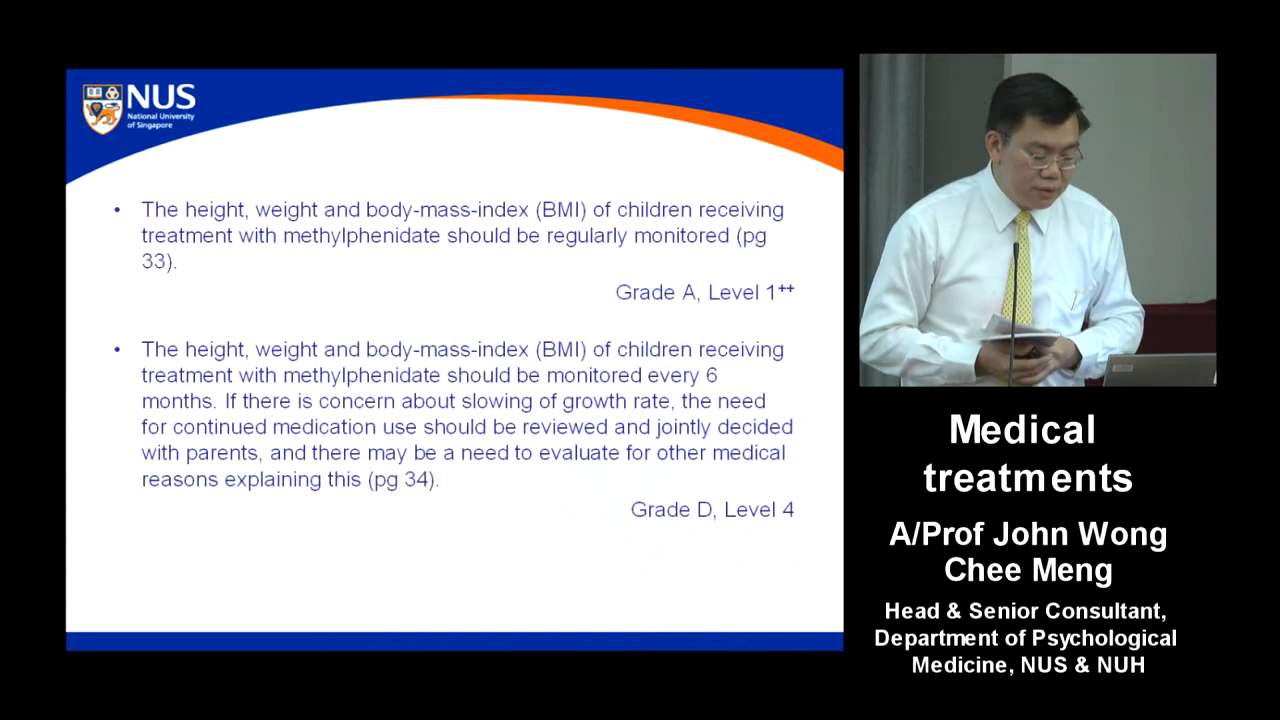 NUS
National University
of Singapore
• The height, weight and body-mass-index (BMI) of children receiving
treatment with methylphenidate should be regularly monitored (pg
33).
Grade A, Level 1++
• The height, weight and body-mass-index (BMI) of children receiving
treatment with methylphenidate should be monitored every 6
months. If there is concern about slowing of growth rate, the need
for continued medication use should be reviewed and jointly decided
with parents, and there may be a need to evaluate for other medical
reasons explaining this (pg 34).
Grade D, Level 4
Medical
treatments
A/Prof John Wong
Chee Meng
Head & Senior Consultant,
Department of Psychological
Medicine, NUS & NUH